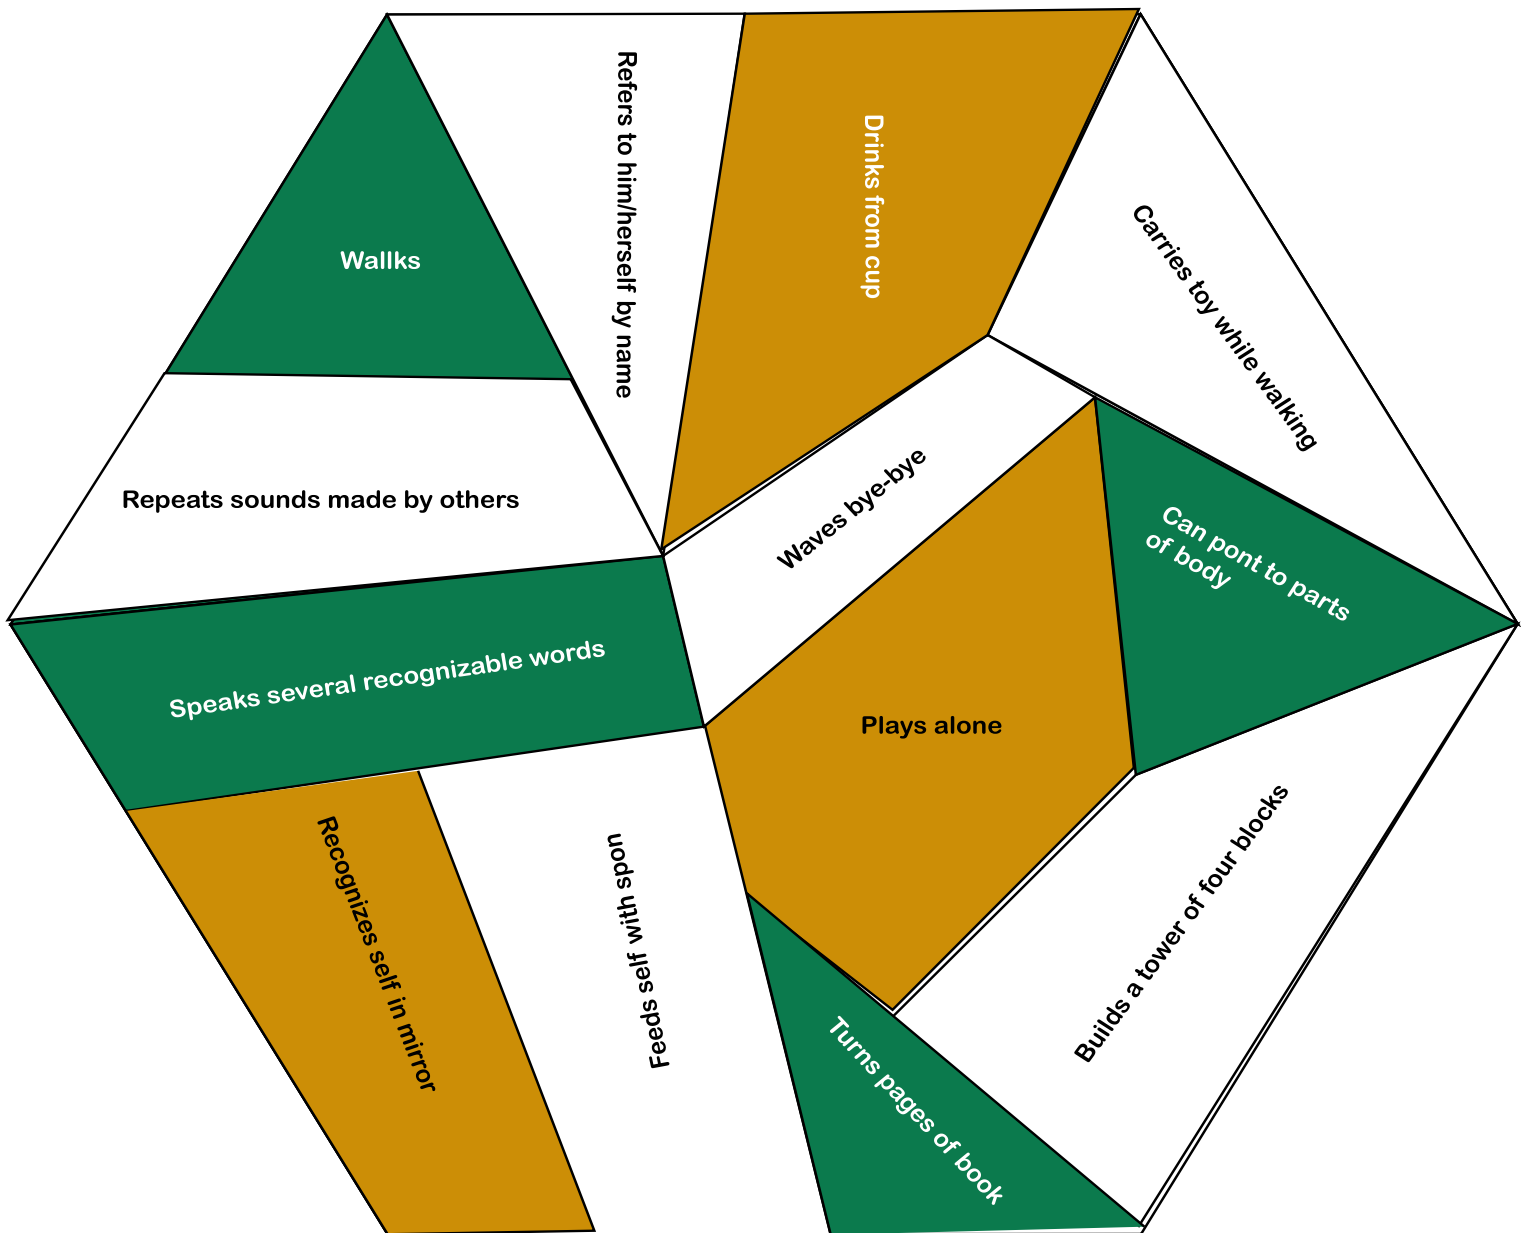 Refers to him/herself by name
Drinks from cup
Wallks
Carries toy while walking
Repeats sounds made by others
Waves bye-bye
Can pont to parts
of body
Speaks several recognizable words
Plays alone
Recognizes self in mirror
Feeds self with spon
Builds a tower of four blocks
Turns pages of book